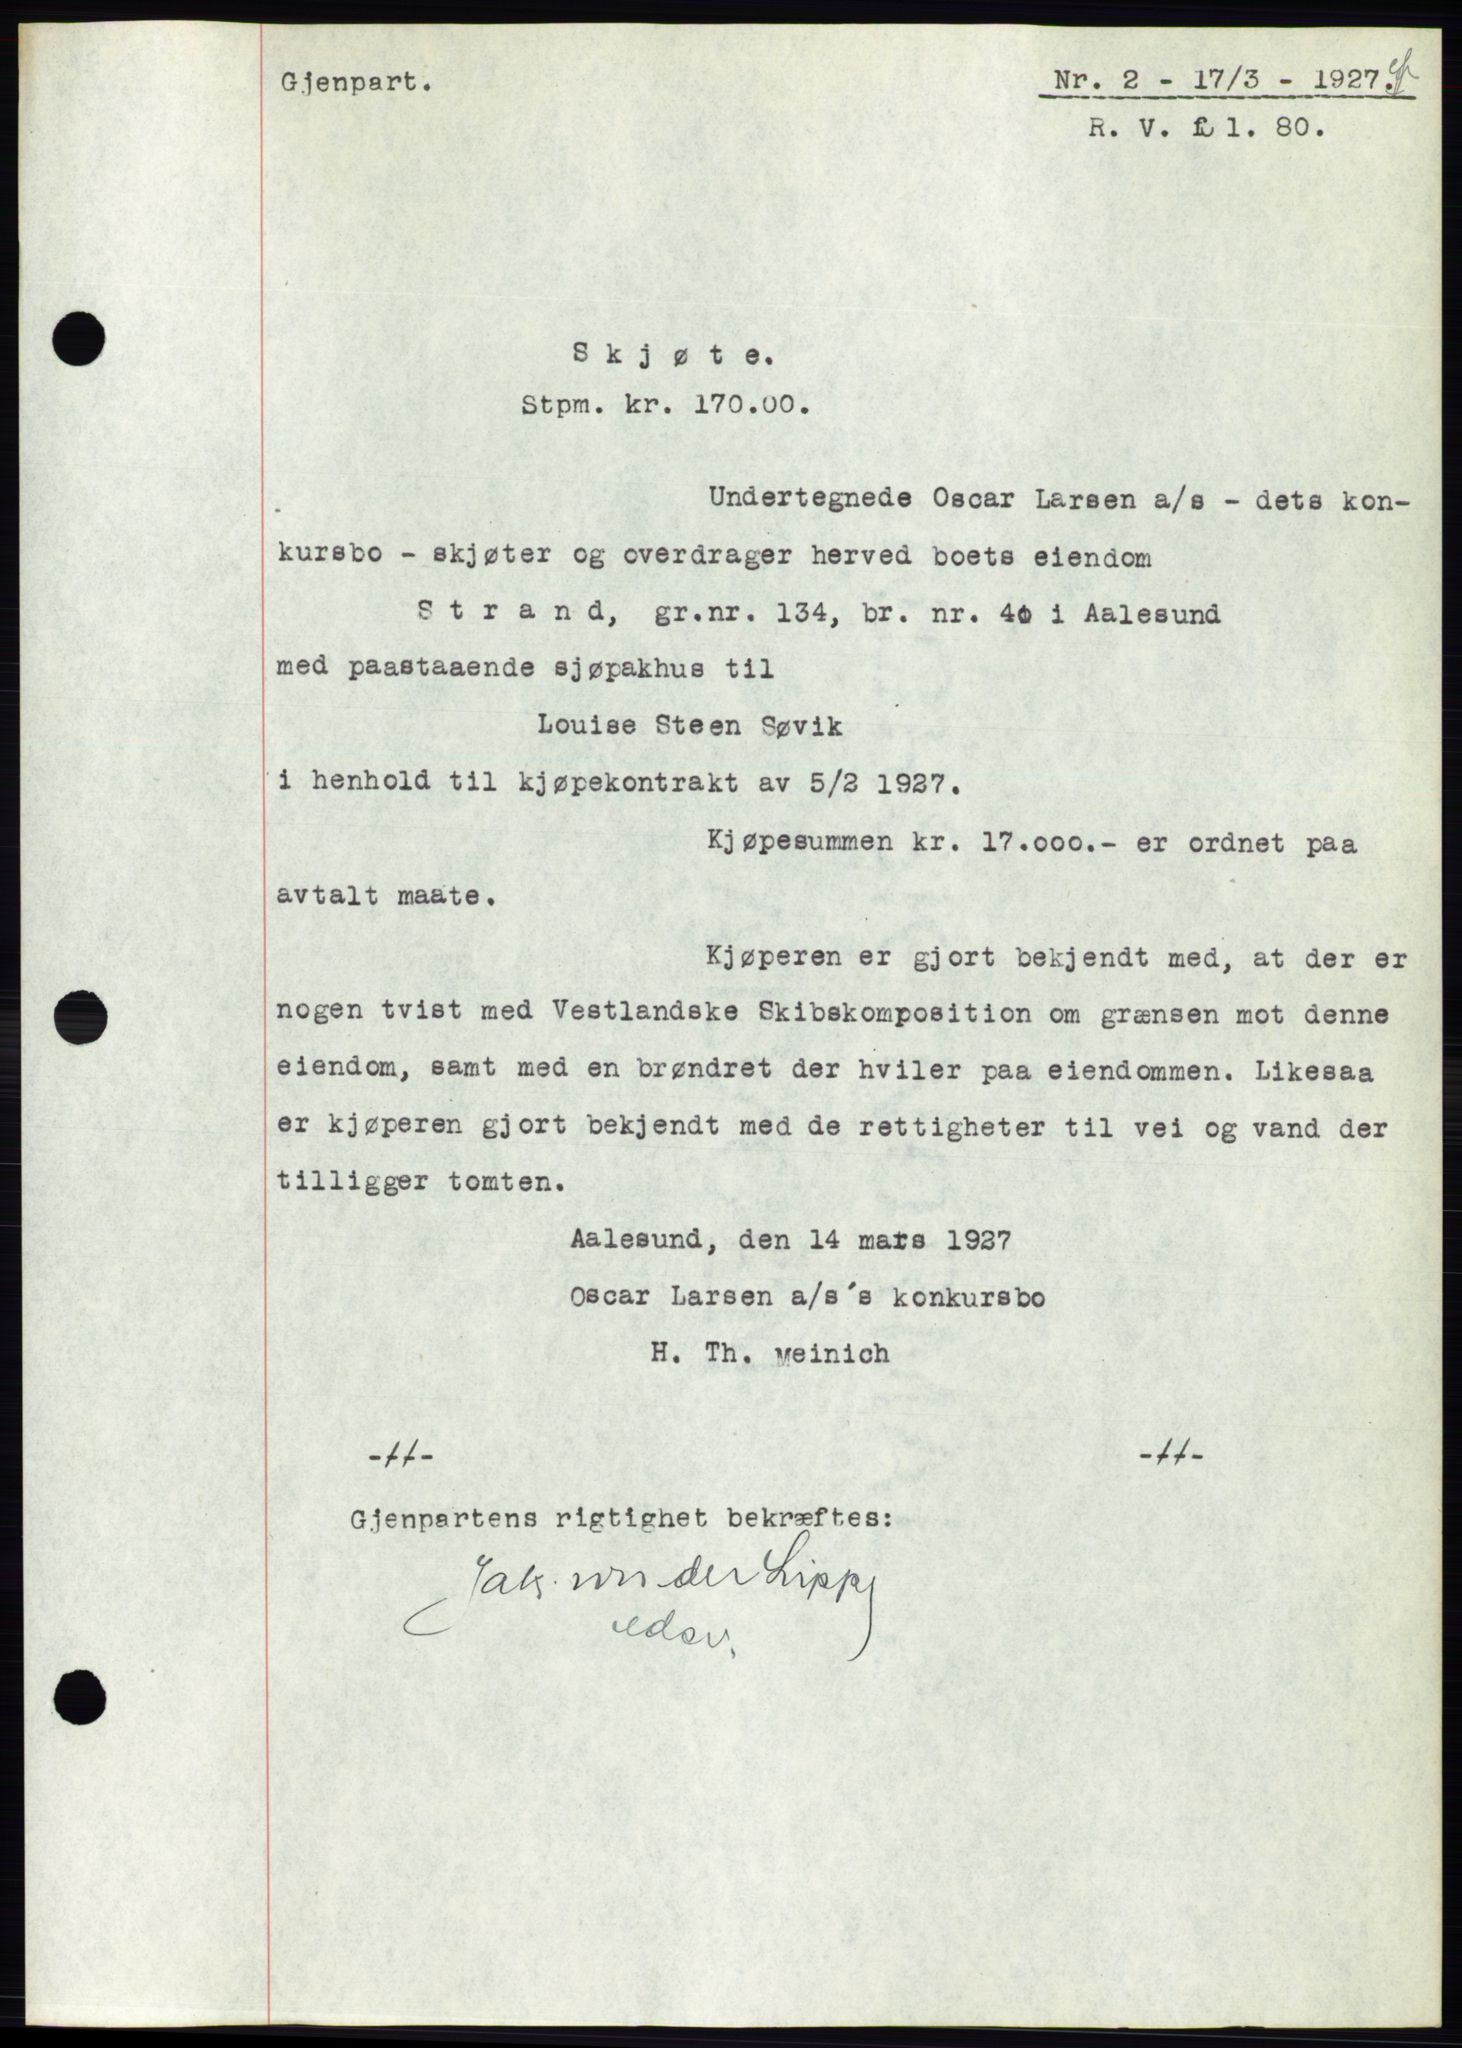 Gjenpart.
Nr. 2 - 17/3 - 1927.
R. V. fL 1. 80.
S k j ø t e.
Stpm. kr. 170.00.
Undertegnede Oscar Larsen a/s - dets kon-
kursbo - skjøter og overdrager herved boets eiendom
S t r a n d, gr.nr. 134, br. nr. 40 i Aalesund
med paastaaende sjøpakhus til
Louise Steen Søvik
i henhold til kjøpekontrakt av 5/2 1927.
Kjøpesummen kr. 17.000.- er ordnet paa
avtalt maate.
Kjøperen er gjort bekjendt med, at der er
nogen tvist med Vestlandske Skibskomposition om grænsen mot denne
eiendom, samt med en brøndret der hviler paa eiendommen. Likesaa
er kjøperen gjort bekjendt med de rettigheter til vei og vand der
tilligger tomten.
Aalesund, den 14 mars 1927
Oscar Larsen a/s´s konkursbo
H. Th. Meinich
-//- -//-
Gjenpartens rigtighet bekræftes:
von der Lippe